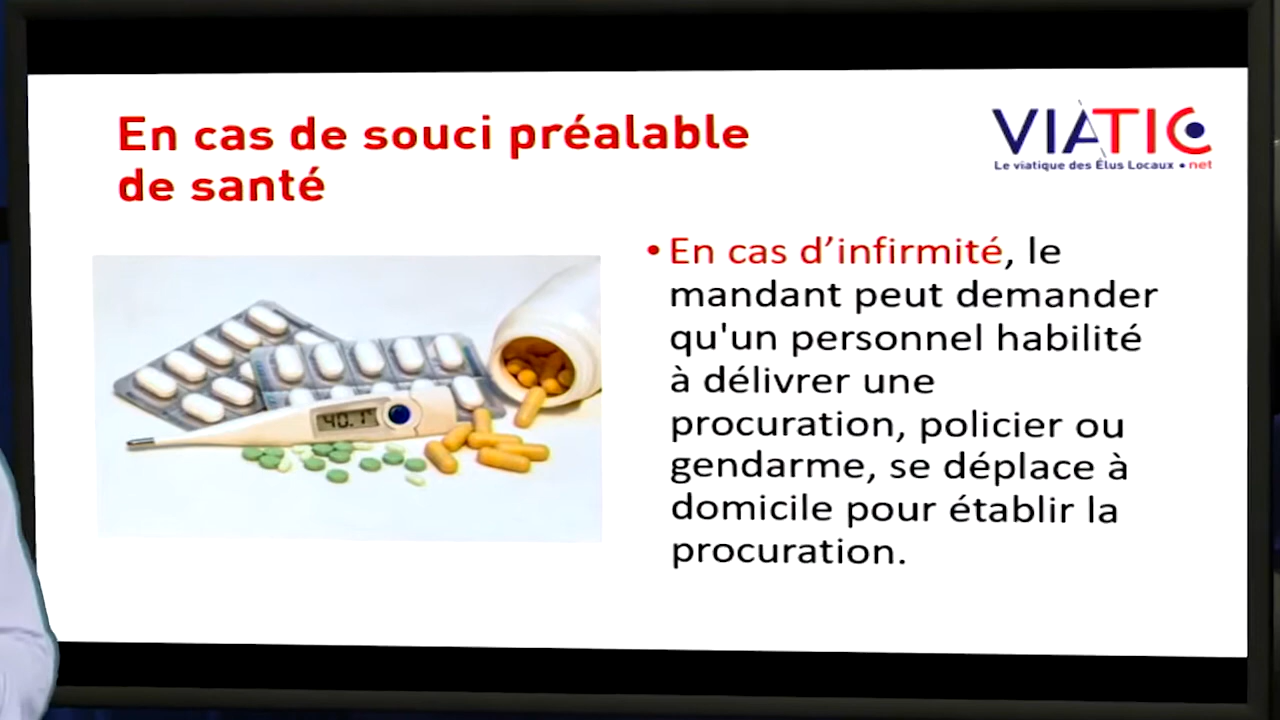 En cas de souci préalable
de santé
VIATIC
Le viatique des Élus Locaux • net
• En cas d’infirmité, le
mandant peut demander
qu'un personnel habilité
à délivrer une
procuration, policier ou
gendarme, se déplace à
domicile pour établir la
procuration.
40.1°